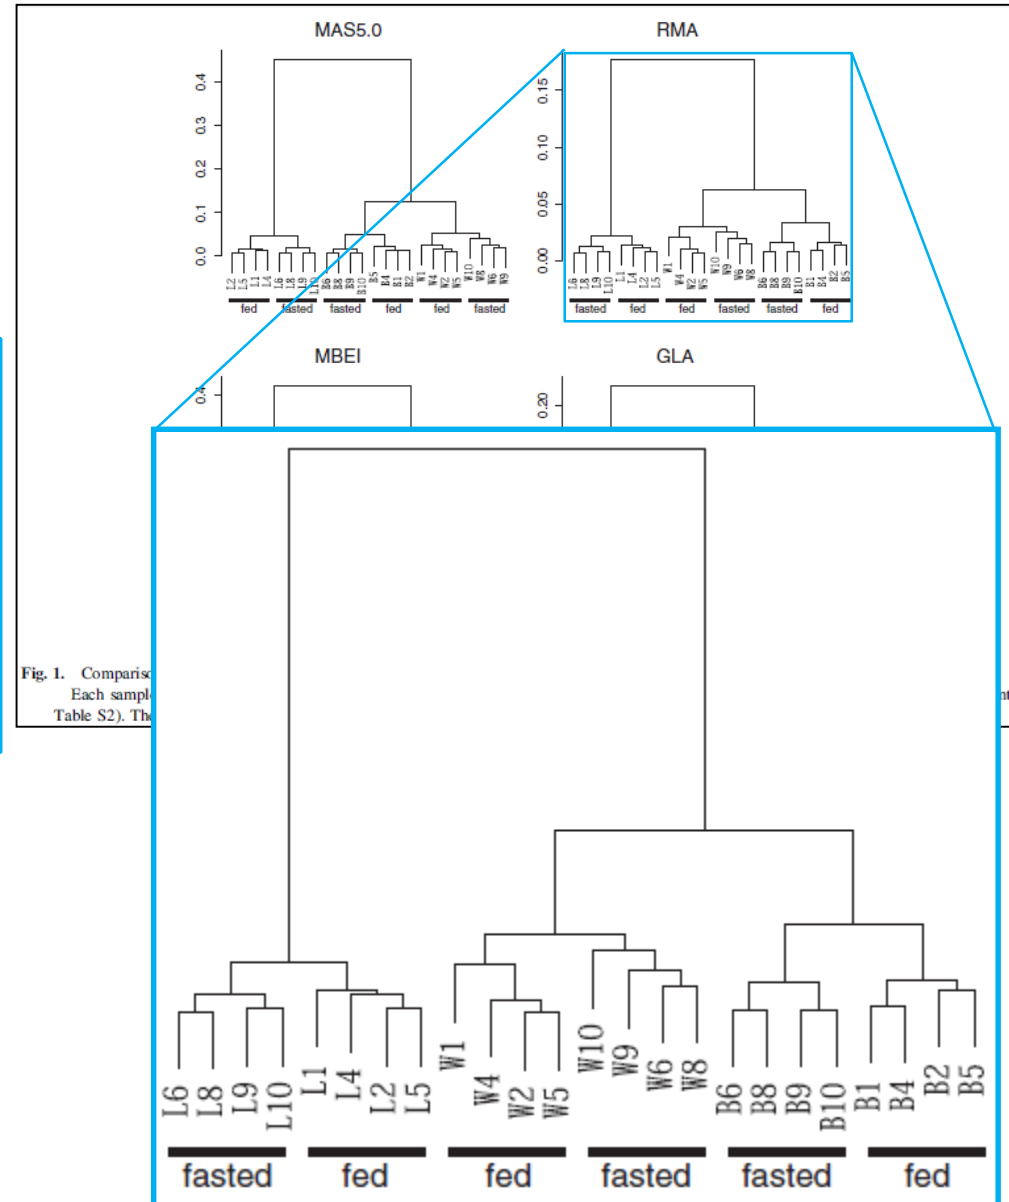 MAS5.0
RMA
0.4
0.3
0.2
0.1
0.0
0.15
0.10
0.05
0.00
L2 L5 L1 L4 L6 L8 L9 L10 B6 B8 B9 B10 B5 B4 B1 B2 W1 W4 W2 W5 W10 W8 W6 W9
fed fasted fasted fed fed fasted
L6 L8 L9 L10 L1 L4 L2 L5 W1 W4 W2 W5 W10 W9 W6 W8 B6 B8 B9 B10 B1 B4 B2 B5
fasted fed fed fasted fasted fed
MBEI
GLA
0.4
0.20
Fig. 1. Comparis
Each sampl
Table S2). Th
L6 L8 L9 L10 L1 L4 L2 L5 W1 W4 W2 W5 W10 W9 W6 W8 B6 B8 B9 B10 B1 B4 B2 B5
fasted fed fed fasted fasted fed